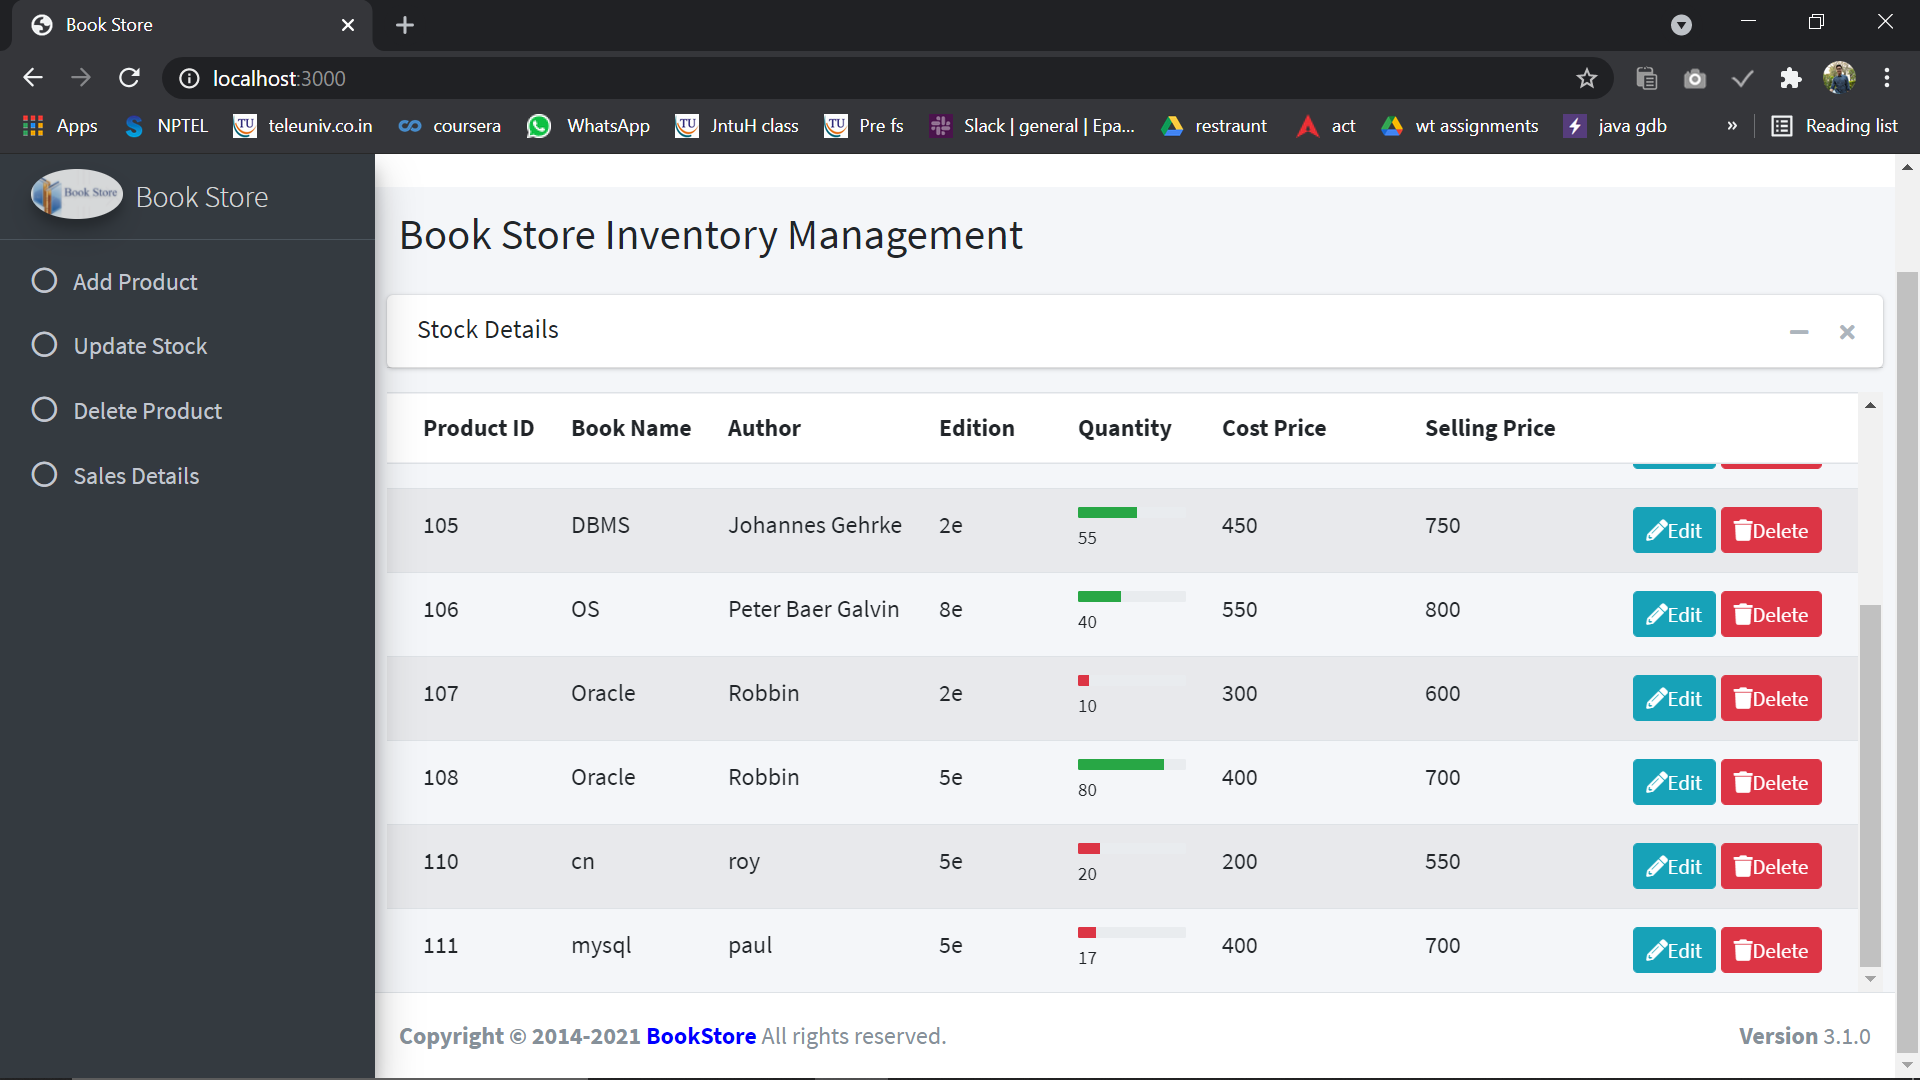 Book Store
localhost:3000
Apps NPTEL teleuniv.co.in coursera WhatsApp JntuH class Pre fs Slack | general | Epa... restraunt act wt assignments java gdb » Reading list
Book Store Book Store
Add Product
Update Stock
Delete Product
Sales Details
Book Store Inventory Management
Stock Details
Product ID Book Name Author Edition Quantity Cost Price Selling Price
105 DBMS Johannes Gehrke 2e 55 450 750 Edit Delete
106 OS Peter Baer Galvin 8e 40 550 800 Edit Delete
107 Oracle Robbin 2e 10 300 600 Edit Delete
108 Oracle Robbin 5e 80 400 700 Edit Delete
110 cn roy 5e 20 200 550 Edit Delete
111 mysql paul 5e 17 400 700 Edit Delete
Copyright © 2014-2021 BookStore All rights reserved. Version 3.1.0